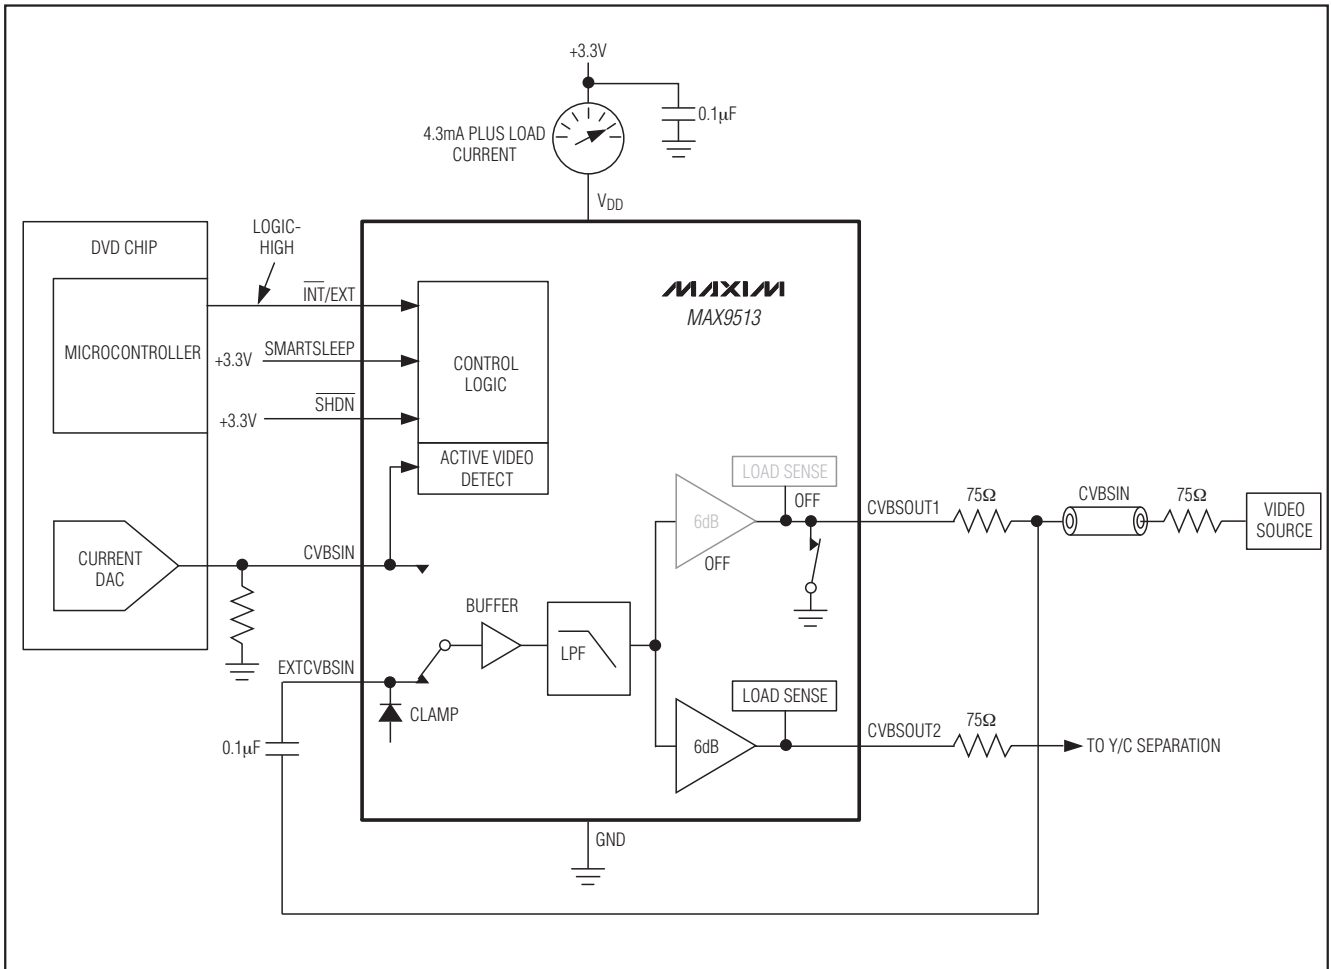 +3.3V
0.1µF
4.3mA PLUS LOAD
CURRENT
VDD
DVD CHIP
LOGIC-
HIGH
INT/EXT
MAXIM
MAX9513
MICROCONTROLLER
+3.3V
SMARTSLEEP
CONTROL
LOGIC
+3.3V
SHDN
ACTIVE VIDEO
DETECT
LOAD SENSE
OFF
6dB
OFF
CVBSOUT1
75Ω
CVBSIN
75Ω
VIDEO
SOURCE
CURRENT
DAC
CVBSIN
BUFFER
LPF
EXTCVBSIN
CLAMP
0.1µF
LOAD SENSE
6dB
CVBSOUT2
75Ω
TO Y/C SEPARATION
GND